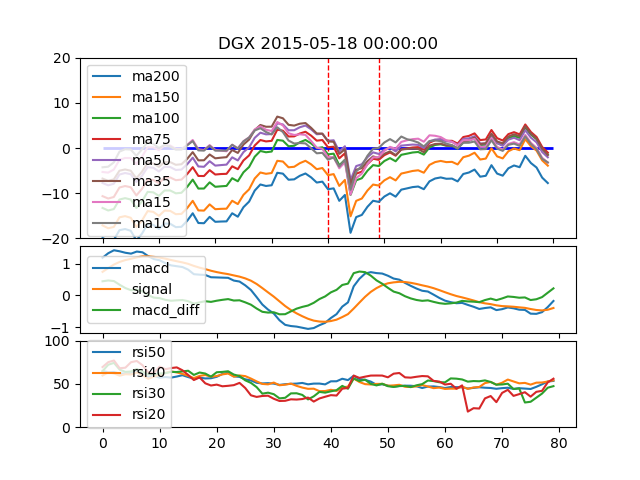 DGX 2015-05-18 00:00:00
20
10
0
−10
−20
ma200
ma150
ma100
ma75
ma50
ma35
ma15
ma10
1
0
−1
macd
signal
macd_diff
100
50
0
rsi50
rsi40
rsi30
rsi20
0 10 20 30 40 50 60 70 80